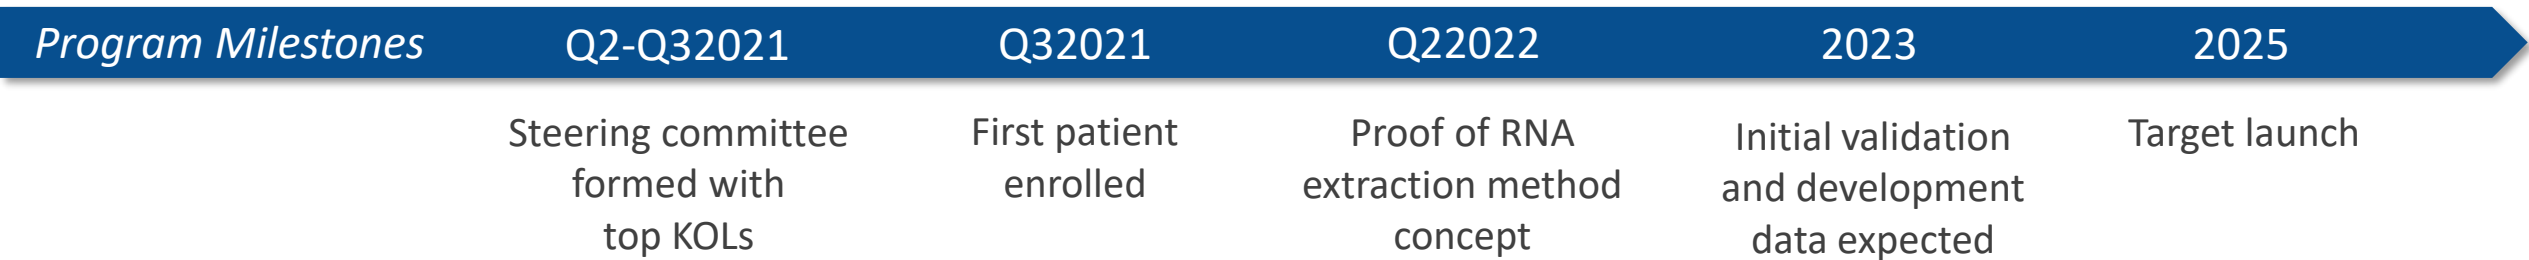 Program Milestones Q2-Q32021 Q32021 Q22022 2023 2025
Steering committee
formed with
top KOLs
First patient
enrolled
Proof of RNA
extraction method
concept
Initial validation
and development
data expected
Target launch